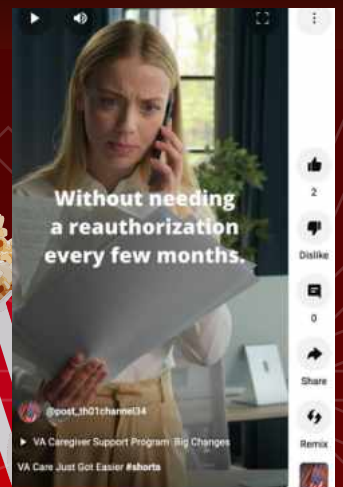 Without needing
a reauthorization
every few months.
2
Dislike
0
Share
Remix
@post_th01channel34
VA Caregiver Support Program Big Changes
VA Care Just Got Easier #shorts